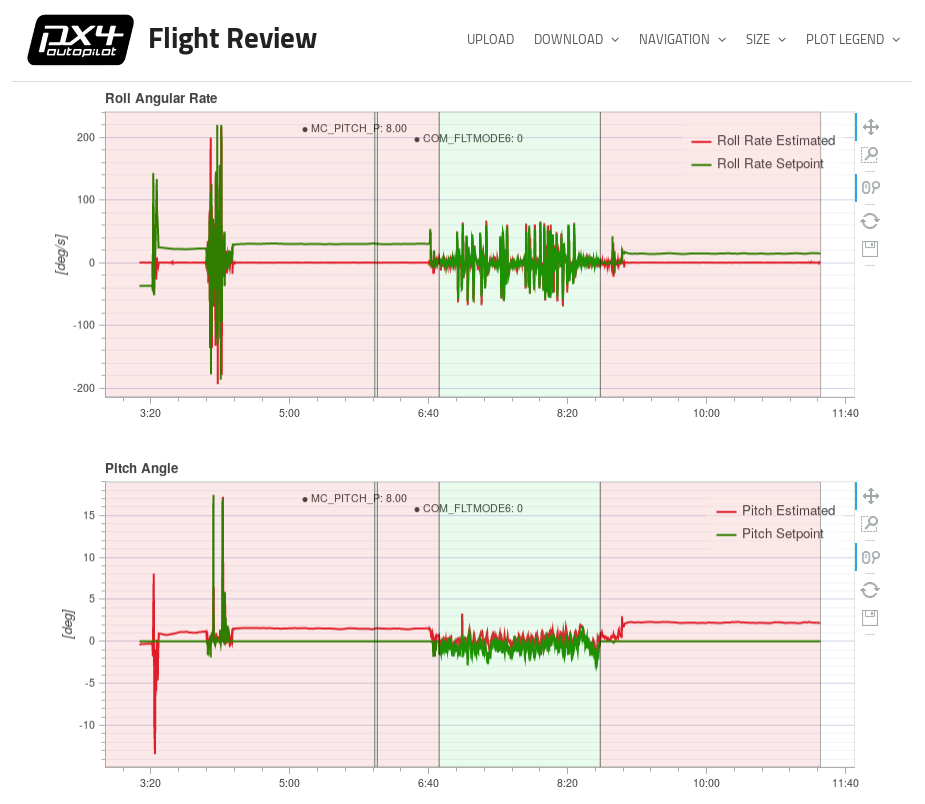 PX4 autopilot Flight Review UPLOAD DOWNLOAD NAVIGATION SIZE PLOT LEGEND
Roll Angular Rate
MC_PITCH_P: 8.00
COM_FLTMODE6: 0
Roll Rate Estimated
Roll Rate Setpoint
[deg/s]
200
100
0
-100
-200
3:20 5:00 6:40 8:20 10:00 11:40
Pitch Angle
MC_PITCH_P: 8.00
COM_FLTMODE6: 0
Pitch Estimated
Pitch Setpoint
[deg]
15
10
5
0
-5
-10
3:20 5:00 6:40 8:20 10:00 11:40